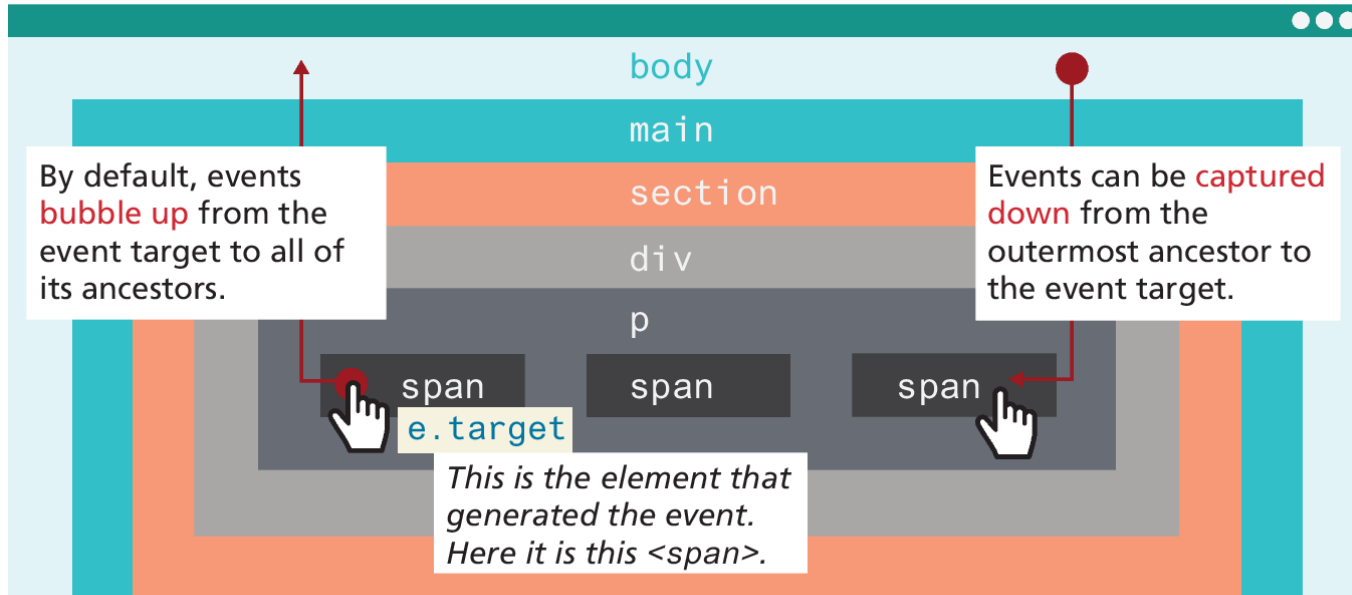 body
main
section
div
p
By default, events
bubble up from the
event target to all of
its ancestors.
Events can be captured
down from the
outermost ancestor to
the event target.
span
span
span
e.target
This is the element that
generated the event.
Here it is this <span>.